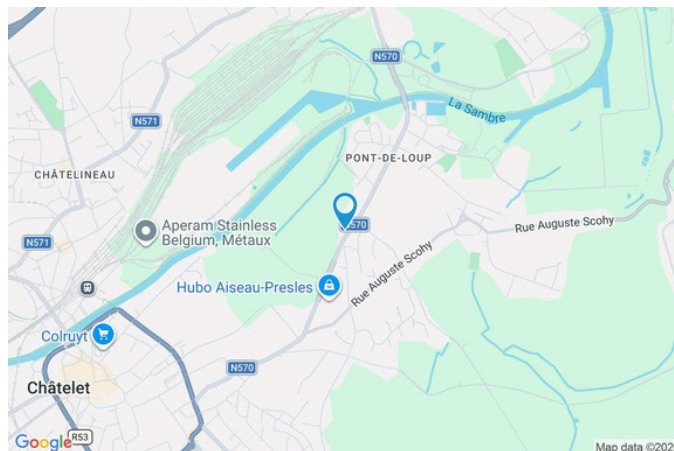 N570
N571
La Sambre
PONT-DE-LOUP
CHÂTELINEAU
Aperam Stainless
Belgium, Métaux
N570
Rue Auguste Scohy
N571
Rue Auguste Scohy
Hubo Aiseau-Presles
Colruyt
N570
Châtelet
R53
Google
Map data ©202